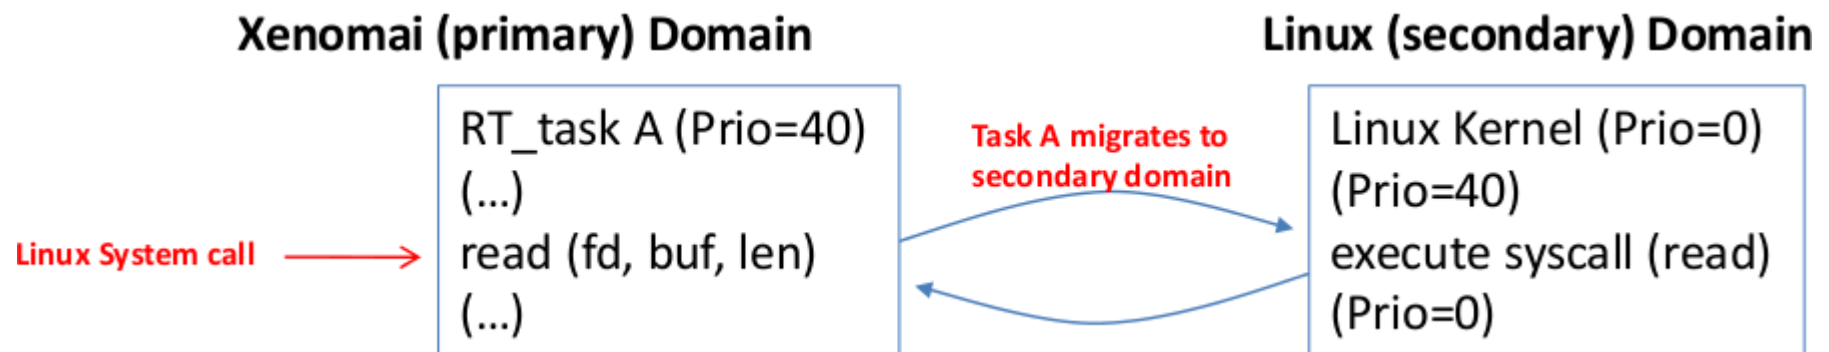 Xenomai (primary) Domain
Linux (secondary) Domain
RT_task A (Prio=40)
(...)
read (fd, buf, len)
(...)
Linux System call
Task A migrates to
secondary domain
Linux Kernel (Prio=0)
(Prio=40)
execute syscall (read)
(Prio=0)